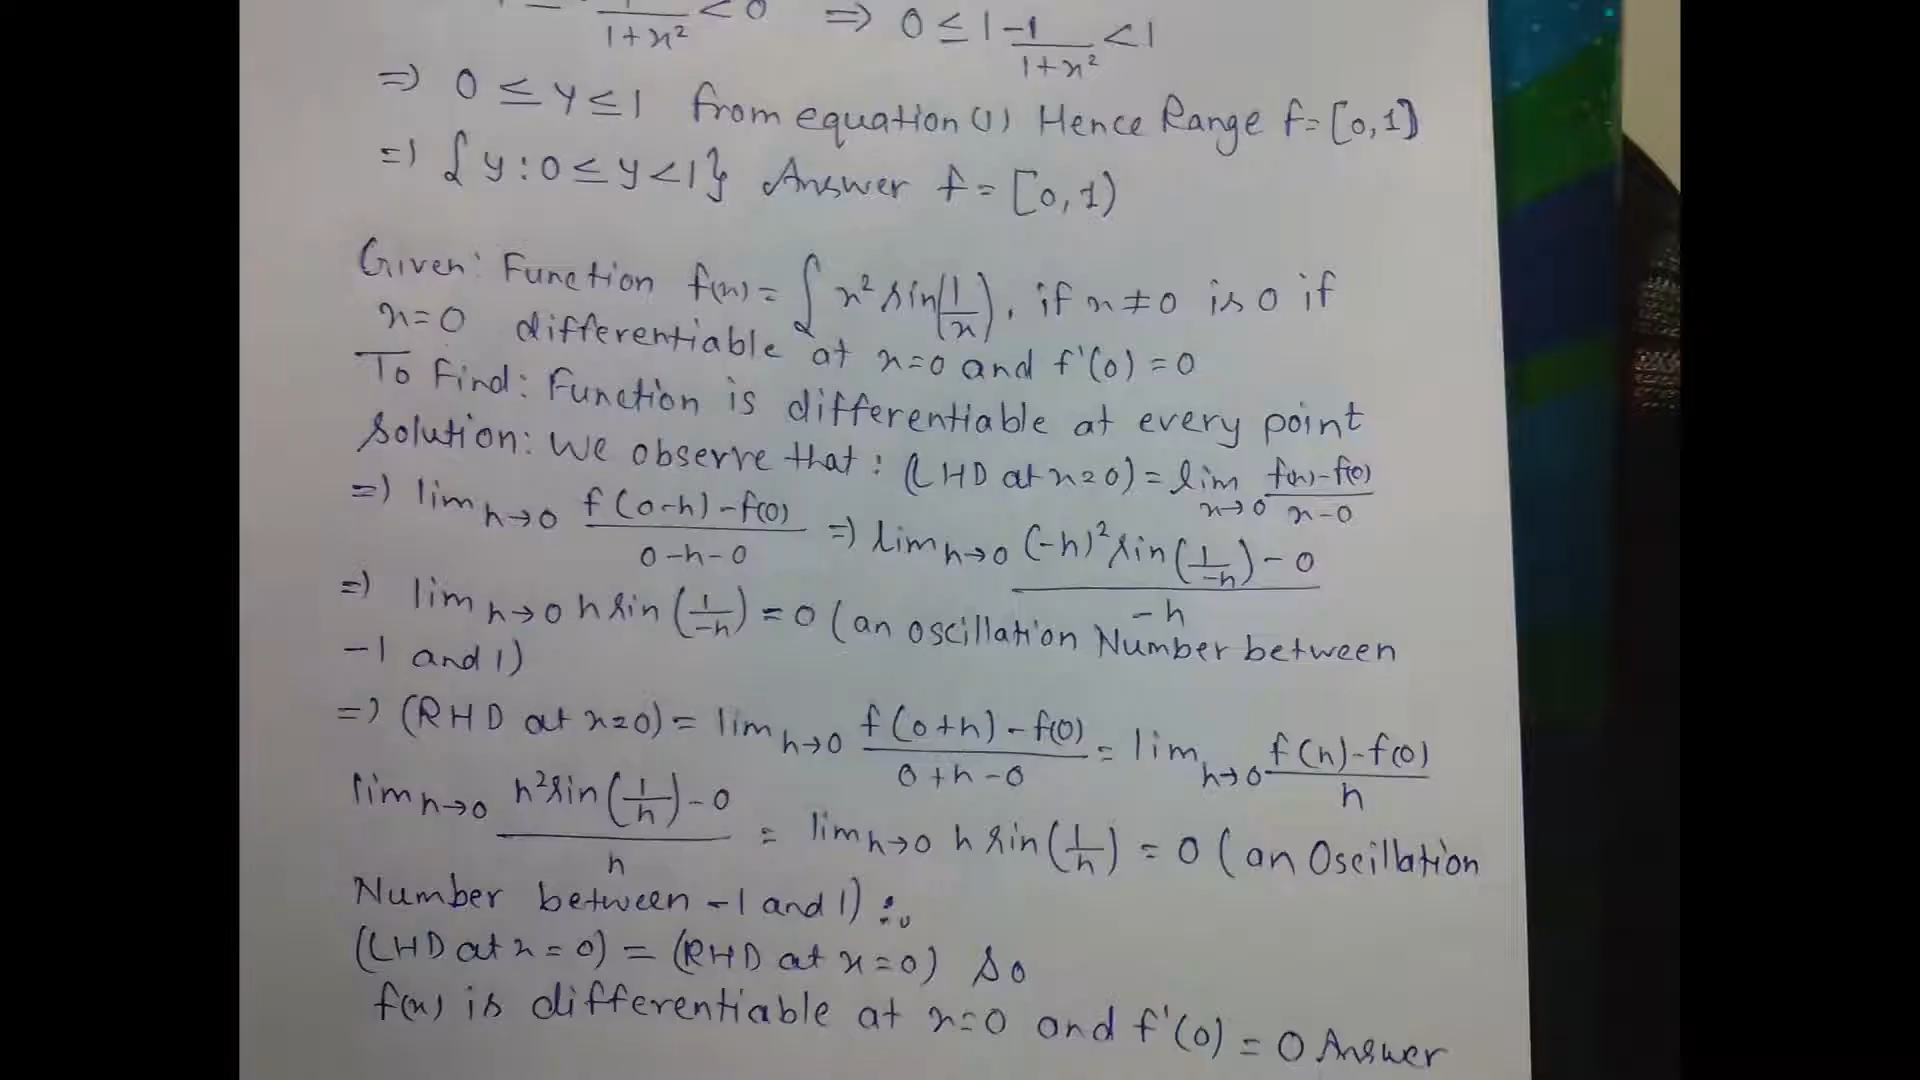 1+x² < 0 => 0 ≤ 1 -1/1+x² < 1
=> 0 ≤ y ≤ 1 from equation (1) Hence Range f = [0,1)
=> {y : 0 ≤ y < 1} Answer f = [0,1)
Given: Function f(x) = ∫ x² sin(1/x), if x ≠ 0 is 0 if
x=0 differentiable at x=0 and f'(0) = 0
To Find: Function is differentiable at every point
Solution: We observe that : (LHD at x=0) = lim x→0 f(x)-f(0)/x-0
=> lim h→0 f(0-h)-f(0)/0-h-0 => lim h→0 (-h)² sin(1/-h) - 0/-h
=> lim h→0 h sin(1/-h) = 0 (an oscillation Number between
-1 and 1)
=> (RHD at x=0) = lim h→0 f(0+h)-f(0)/0+h-0 = lim h→0 f(h)-f(0)/h
lim h→0 h² sin(1/h)-0/h = lim h→0 h sin(1/h) = 0 (an Oscillation
Number between -1 and 1) ∴
(LHD at x = 0) = (RHD at x=0) So
f(x) is differentiable at x=0 and f'(0) = 0 Answer